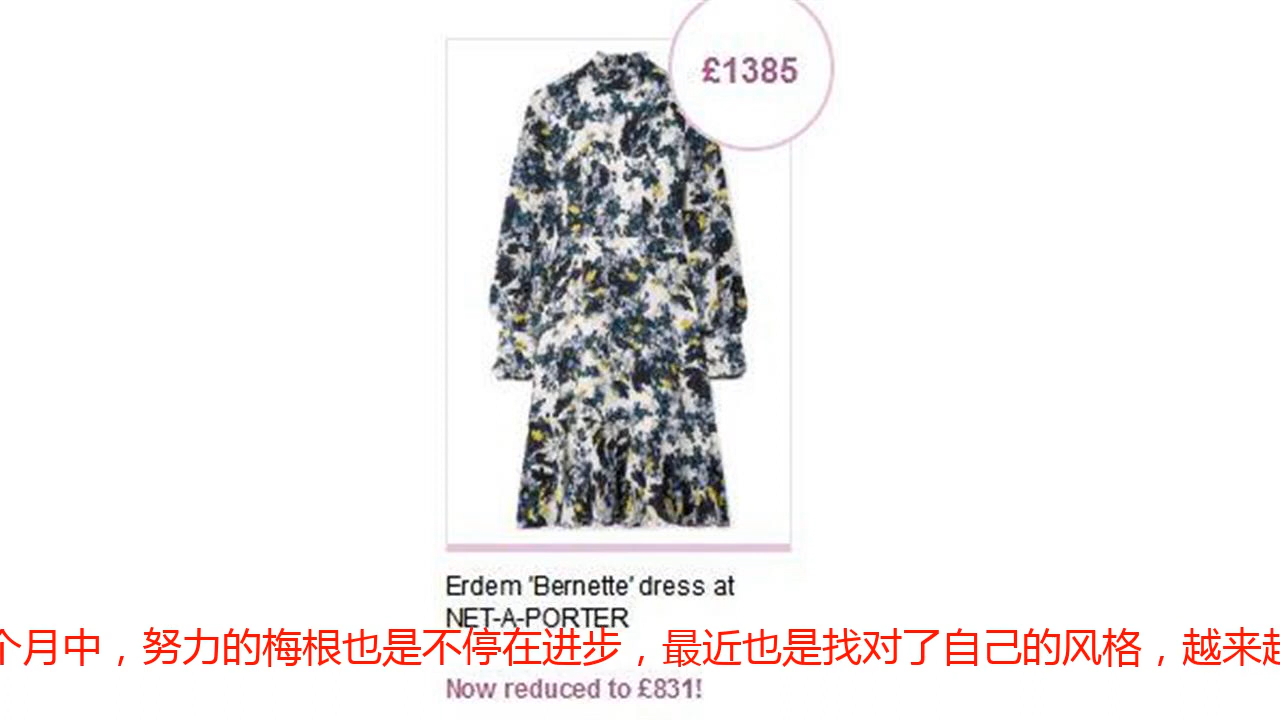 £1385
Erdem 'Bernette' dress at
NET-A-PORTER
个月中，努力的梅根也是不停在进步，最近也是找对了自己的风格，越来越
Now reduced to £831!